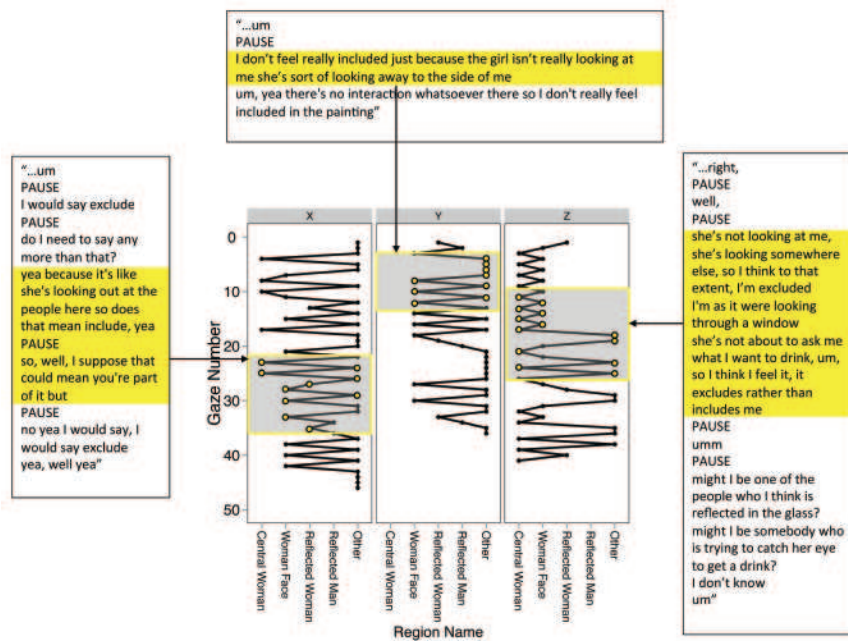 "...um
PAUSE
I don't feel really included just because the girl isn't really looking at
me she's sort of looking away to the side of me
um, yea there's no interaction whatsoever there so I don't really feel
included in the painting"
"...um
PAUSE
I would say exclude
PAUSE
do I need to say any
more than that?
yea because it's like
she's looking out at the
people here so does
that mean include, yea
PAUSE
so, well, I suppose that
could mean you're part
of it but
PAUSE
no yea I would say, I
would say exclude
yea, well yea"
"...right,
PAUSE
well,
PAUSE
she's not looking at me,
she's looking somewhere
else, so I think to that
extent, I'm excluded
I'm as it were looking
through a window
she's not about to ask me
what I want to drink, um,
so I think I feel it, it
excludes rather than
includes me
PAUSE
umm
PAUSE
might I be one of the
people who I think is
reflected in the glass?
might I be somebody who
is trying to catch her eye
to get a drink?
I don't know
um"
X Y Z
Gaze Number
0
10
20
30
40
50
Central Woman
Woman Face
Reflected Woman
Reflected Man
Other
Central Woman
Woman Face
Reflected Woman
Reflected Man
Other
Central Woman
Woman Face
Reflected Woman
Reflected Man
Other
Region Name